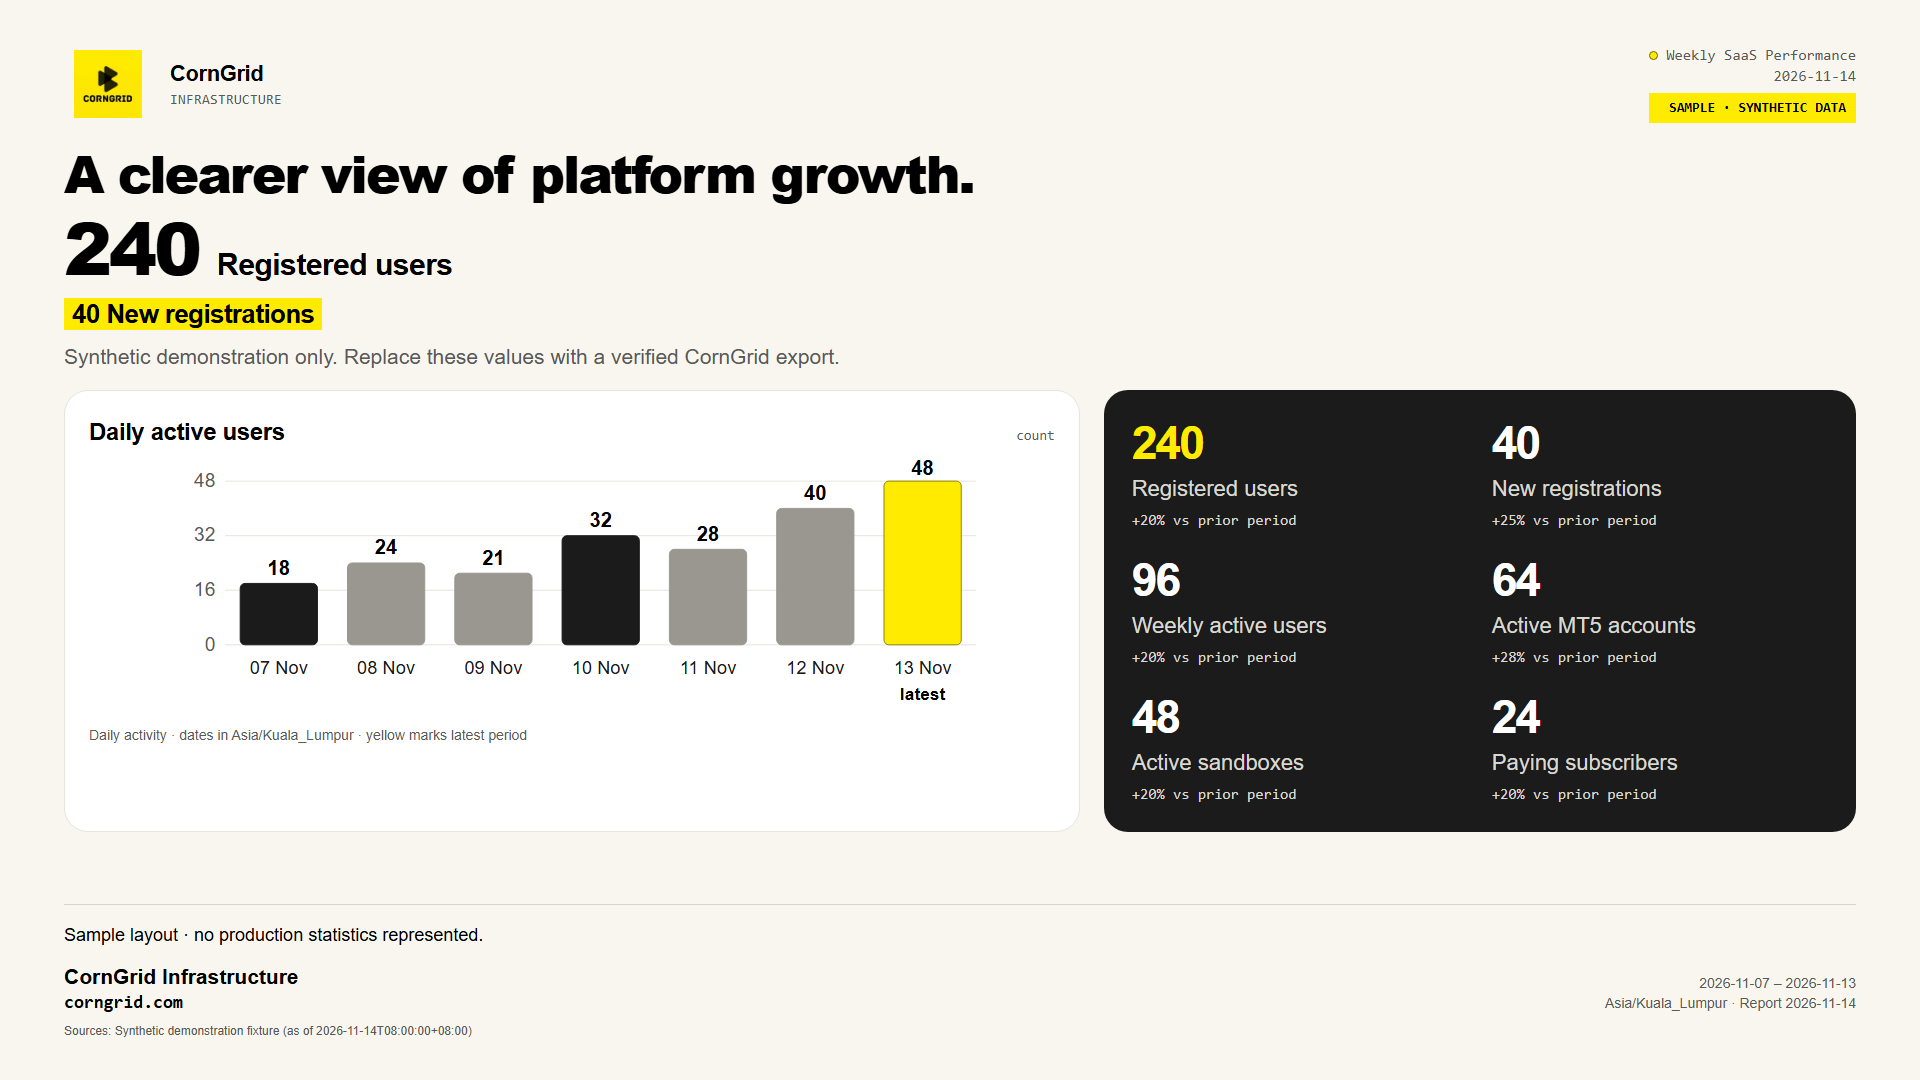 CORNGRID
CornGrid
INFRASTRUCTURE
Weekly SaaS Performance
2026-11-14
SAMPLE · SYNTHETIC DATA
A clearer view of platform growth.
240 Registered users
40 New registrations
Synthetic demonstration only. Replace these values with a verified CornGrid export.
Daily active users
count
48
32
16
0
18
24
21
32
28
40
48
07 Nov
08 Nov
09 Nov
10 Nov
11 Nov
12 Nov
13 Nov
latest
Daily activity · dates in Asia/Kuala_Lumpur · yellow marks latest period
240
Registered users
+20% vs prior period
40
New registrations
+25% vs prior period
96
Weekly active users
+20% vs prior period
64
Active MT5 accounts
+28% vs prior period
48
Active sandboxes
+20% vs prior period
24
Paying subscribers
+20% vs prior period
Sample layout · no production statistics represented.
CornGrid Infrastructure
corngrid.com
Sources: Synthetic demonstration fixture (as of 2026-11-14T08:00:00+08:00)
2026-11-07 – 2026-11-13
Asia/Kuala_Lumpur · Report 2026-11-14